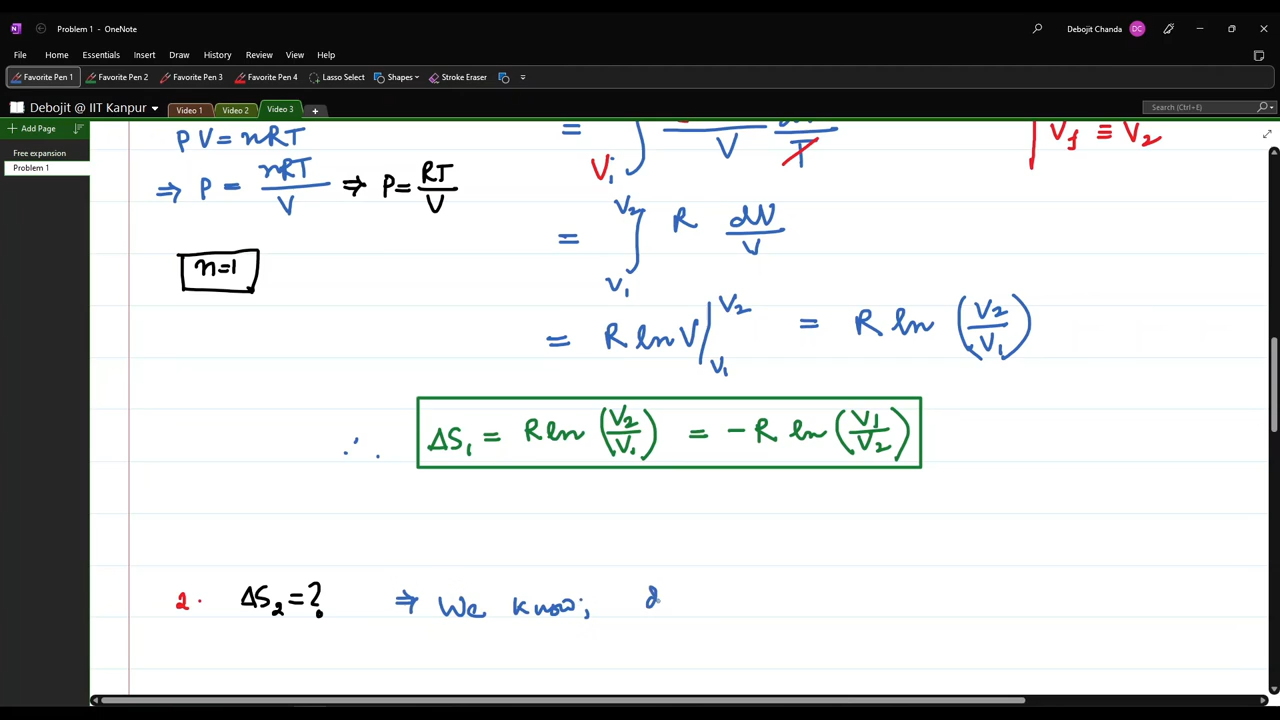 Problem 1 - OneNote
Debojit Chanda DC
File Home Essentials Insert Draw History Review View Help
Favorite Pen 1 Favorite Pen 2 Favorite Pen 3 Favorite Pen 4 Lasso Select Shapes Stroke Eraser
Debojit @ IIT Kanpur Video 1 Video 2 Video 3 + Search (Ctrl+E)
+ Add Page
Free expansion
Problem 1
PV = nRT
= ∫ Vi V T
Vf ≡ V2
⇒ P = nRT/V ⇒ P = RT/V
= ∫ V1 V2 R dV/V
n=1
= R ln V | V1 V2 = R ln (V2/V1)
∴ ΔS1 = R ln (V2/V1) = - R ln (V1/V2)
2. ΔS2 = ? ⇒ We know;